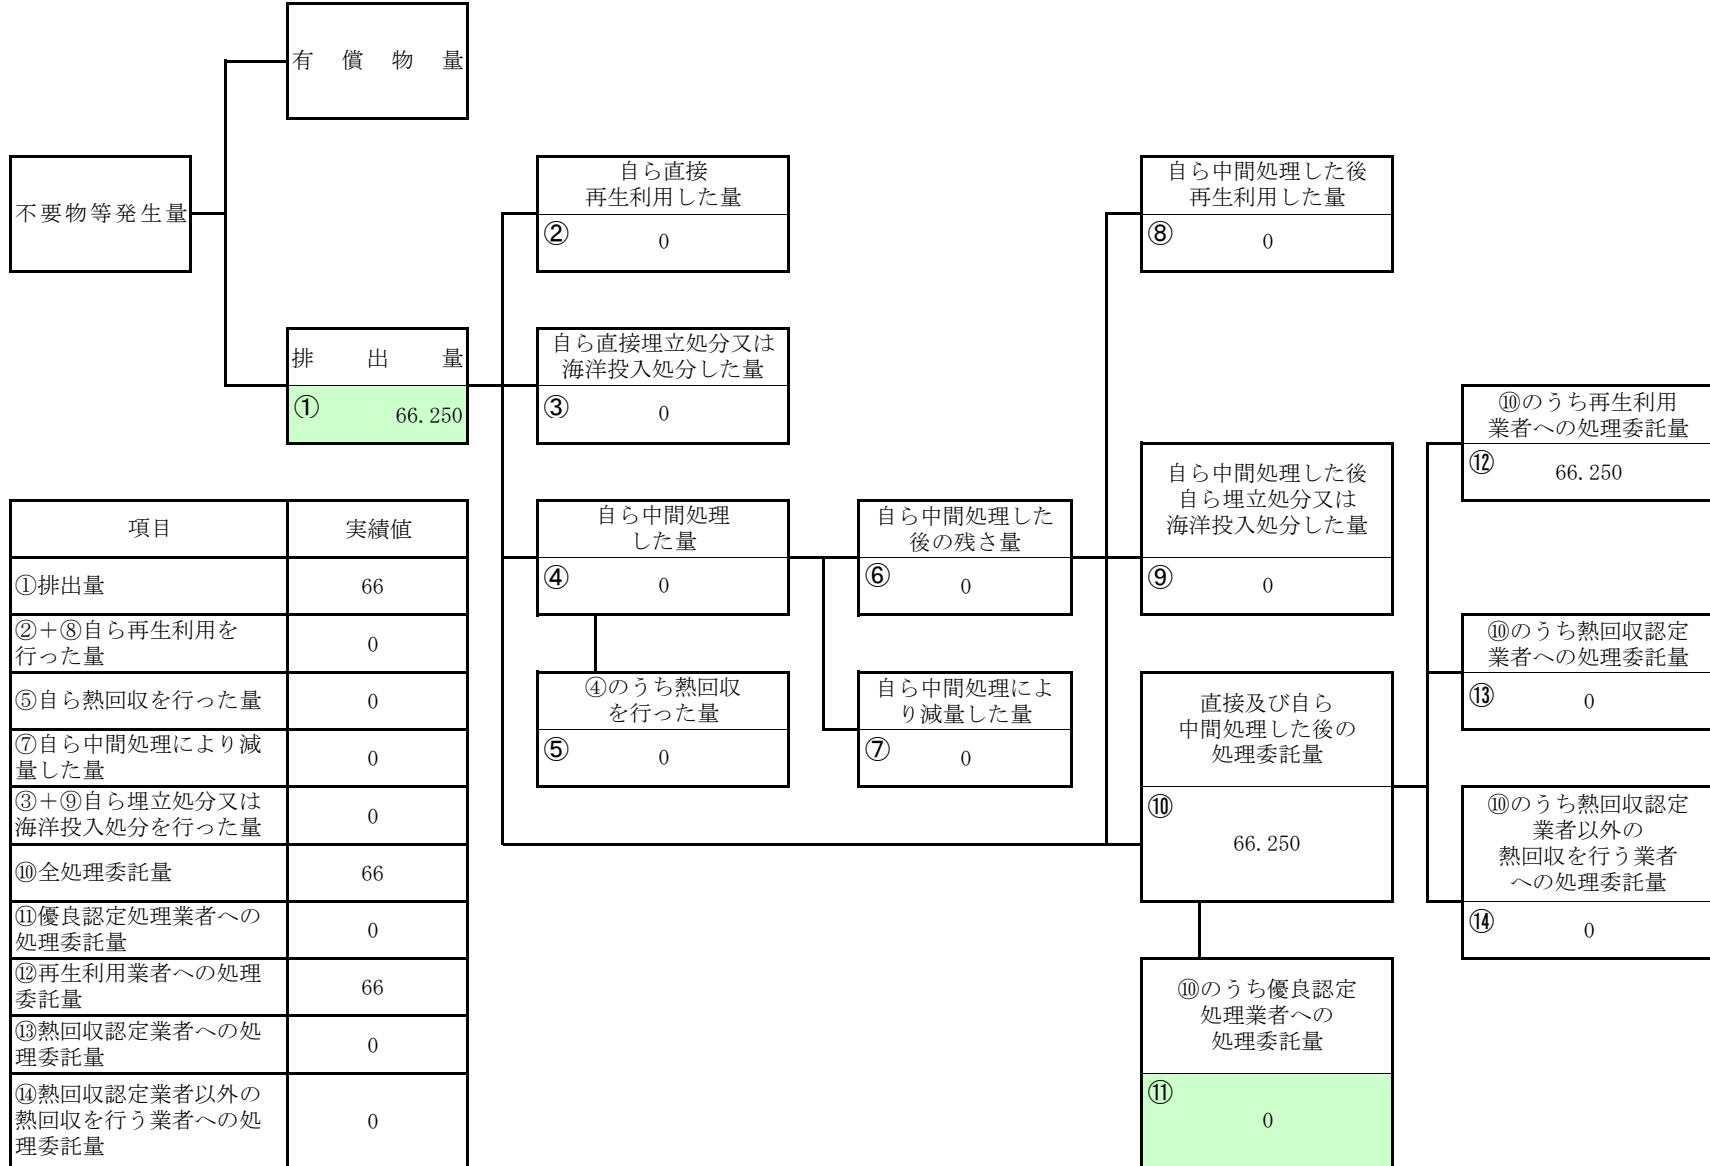 有償物量
不要物等発生量
排出量
① 66.250
自ら直接
再生利用した量
② 0
自ら直接埋立処分又は
海洋投入処分した量
③ 0
自ら中間処理
した量
④ 0
④のうち熱回収
を行った量
⑤ 0
自ら中間処理した
後の残さ量
⑥ 0
自ら中間処理によ
り減量した量
⑦ 0
自ら中間処理した後
再生利用した量
⑧ 0
自ら中間処理した後
自ら埋立処分又は
海洋投入処分した量
⑨ 0
直接及び自ら
中間処理した後の
処理委託量
⑩
66.250
⑩のうち優良認定
処理業者への
処理委託量
⑪
0
⑩のうち再生利用
業者への処理委託量
⑫ 66.250
⑩のうち熱回収認定
業者への処理委託量
⑬ 0
⑩のうち熱回収認定
業者以外の
熱回収を行う業者
への処理委託量
⑭ 0
項目 実績値
①排出量 66
②＋⑧自ら再生利用を
行った量 0
⑤自ら熱回収を行った量 0
⑦自ら中間処理により減
量した量 0
③＋⑨自ら埋立処分又は
海洋投入処分を行った量 0
⑩全処理委託量 66
⑪優良認定処理業者への
処理委託量 0
⑫再生利用業者への処理
委託量 66
⑬熱回収認定業者への処
理委託量 0
⑭熱回収認定業者以外の
熱回収を行う業者への処
理委託量 0